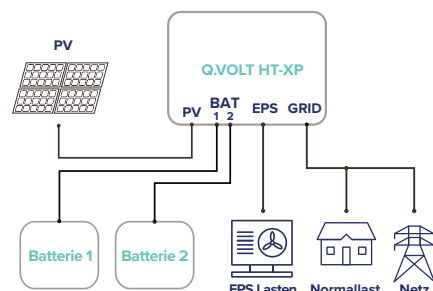 PV
Q.VOLT HT-XP
PV BAT EPS GRID
1 2
Batterie 1
Batterie 2
EPS Lasten Normallast Netz